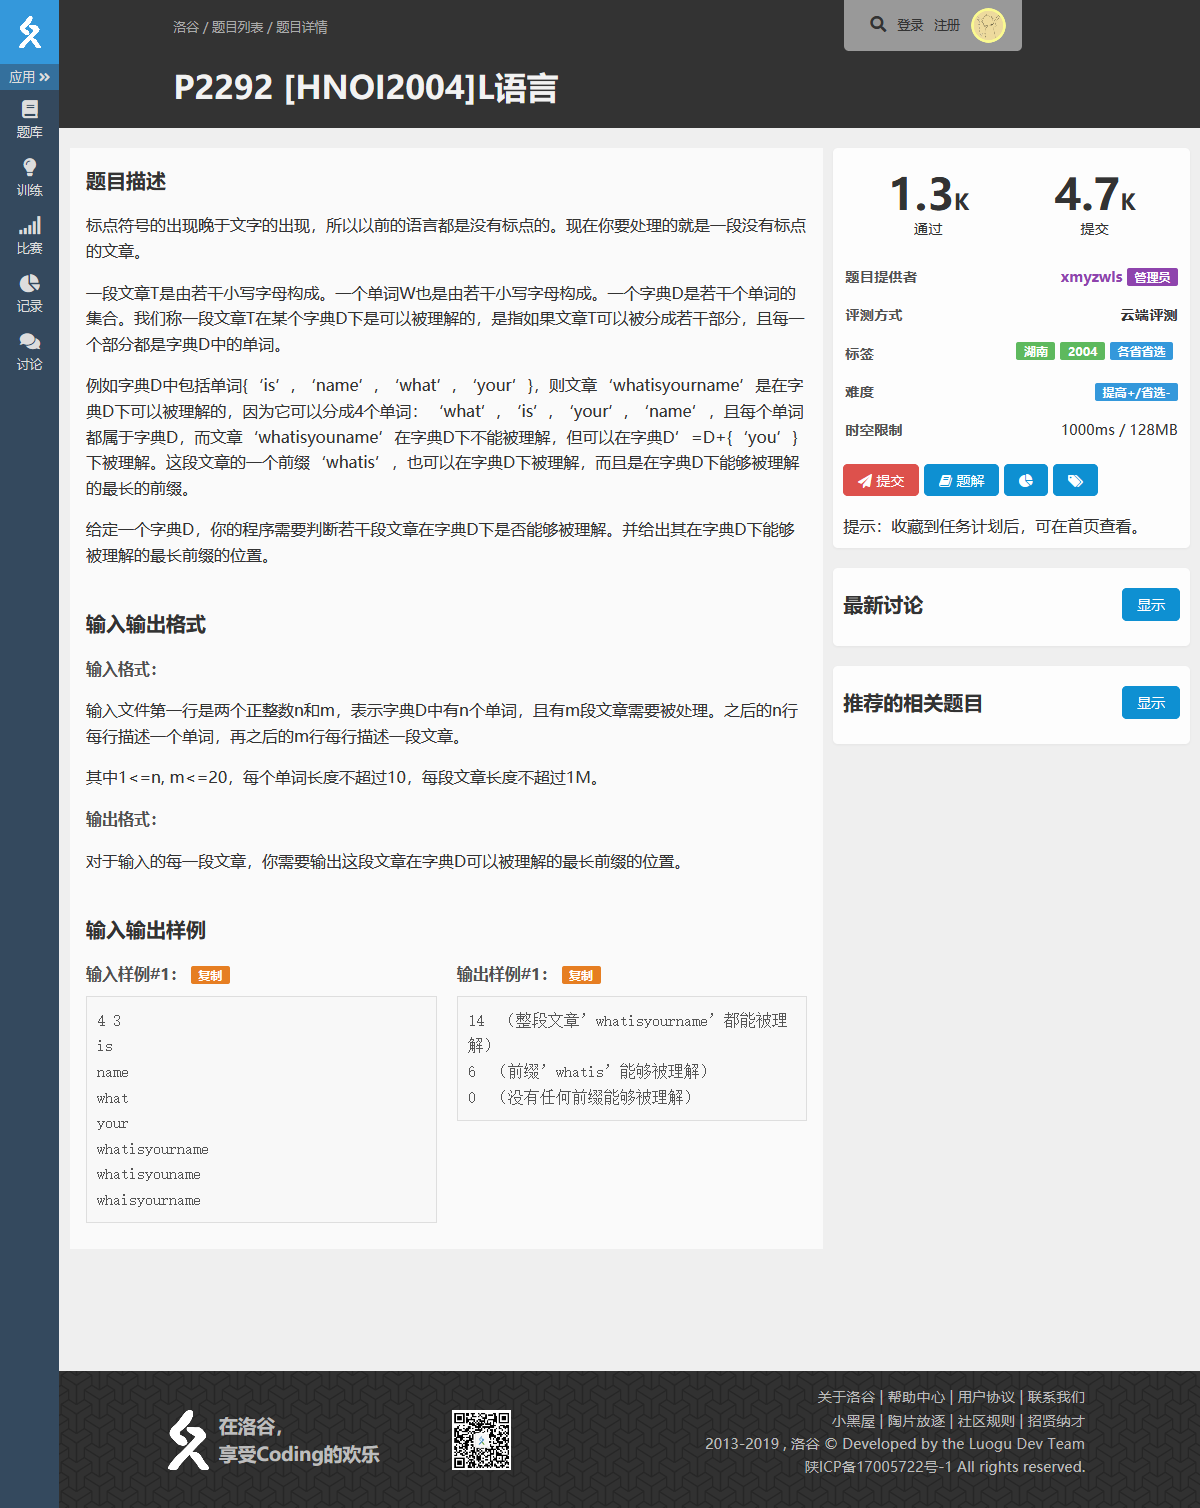 洛谷 / 题目列表 / 题目详情
登录 注册
P2292 [HNOI2004]L语言
应用
题库
训练
比赛
记录
讨论
题目描述
标点符号的出现晚于文字的出现，所以以前的语言都是没有标点的。现在你要处理的就是一段没有标点
的文章。
一段文章T是由若干小写字母构成。一个单词W也是由若干小写字母构成。一个字典D是若干个单词的
集合。我们称一段文章T在某个字典D下是可以被理解的，是指如果文章T可以被分成若干部分，且每一
个部分都是字典D中的单词。
例如字典D中包括单词{‘is’, ‘name’, ‘what’, ‘your’}，则文章‘whatisyourname’是在字
典D下可以被理解的，因为它可以分成4个单词：‘what’, ‘is’, ‘your’, ‘name’，且每个单词
都属于字典D，而文章‘whatisyouname’在字典D下不能被理解，但可以在字典D’=D+{‘you’}
下被理解。这段文章的一个前缀‘whatis’，也可以在字典D下被理解，而且是在字典D下能够被理解
的最长的前缀。
给定一个字典D，你的程序需要判断若干段文章在字典D下是否能够被理解。并给出其在字典D下能够
被理解的最长前缀的位置。
输入输出格式
输入格式：
输入文件第一行是两个正整数n和m，表示字典D中有n个单词，且有m段文章需要被处理。之后的n行
每行描述一个单词，再之后的m行每行描述一段文章。
其中1<=n, m<=20，每个单词长度不超过10，每段文章长度不超过1M。
输出格式：
对于输入的每一段文章，你需要输出这段文章在字典D可以被理解的最长前缀的位置。
输入输出样例
输入样例#1： 复制
4 3
is
name
what
your
whatisyourname
whatisyouname
whaisyourname
输出样例#1： 复制
14 （整段文章’whatisyourname’都能被理
解）
6 （前缀’whatis’能够被理解）
0 （没有任何前缀能够被理解）
1.3K 4.7K
通过 提交
题目提供者 xmyzwls 管理员
评测方式 云端评测
标签 湖南 2004 各省省选
难度 提高+/省选-
时空限制 1000ms / 128MB
提交 题解
提示：收藏到任务计划后，可在首页查看。
最新讨论 显示
推荐的相关题目 显示
在洛谷，
享受Coding的欢乐
关于洛谷 | 帮助中心 | 用户协议 | 联系我们
小黑屋 | 陶片放逐 | 社区规则 | 招贤纳才
2013-2019 , 洛谷 © Developed by the Luogu Dev Team
陕ICP备17005722号-1 All rights reserved.